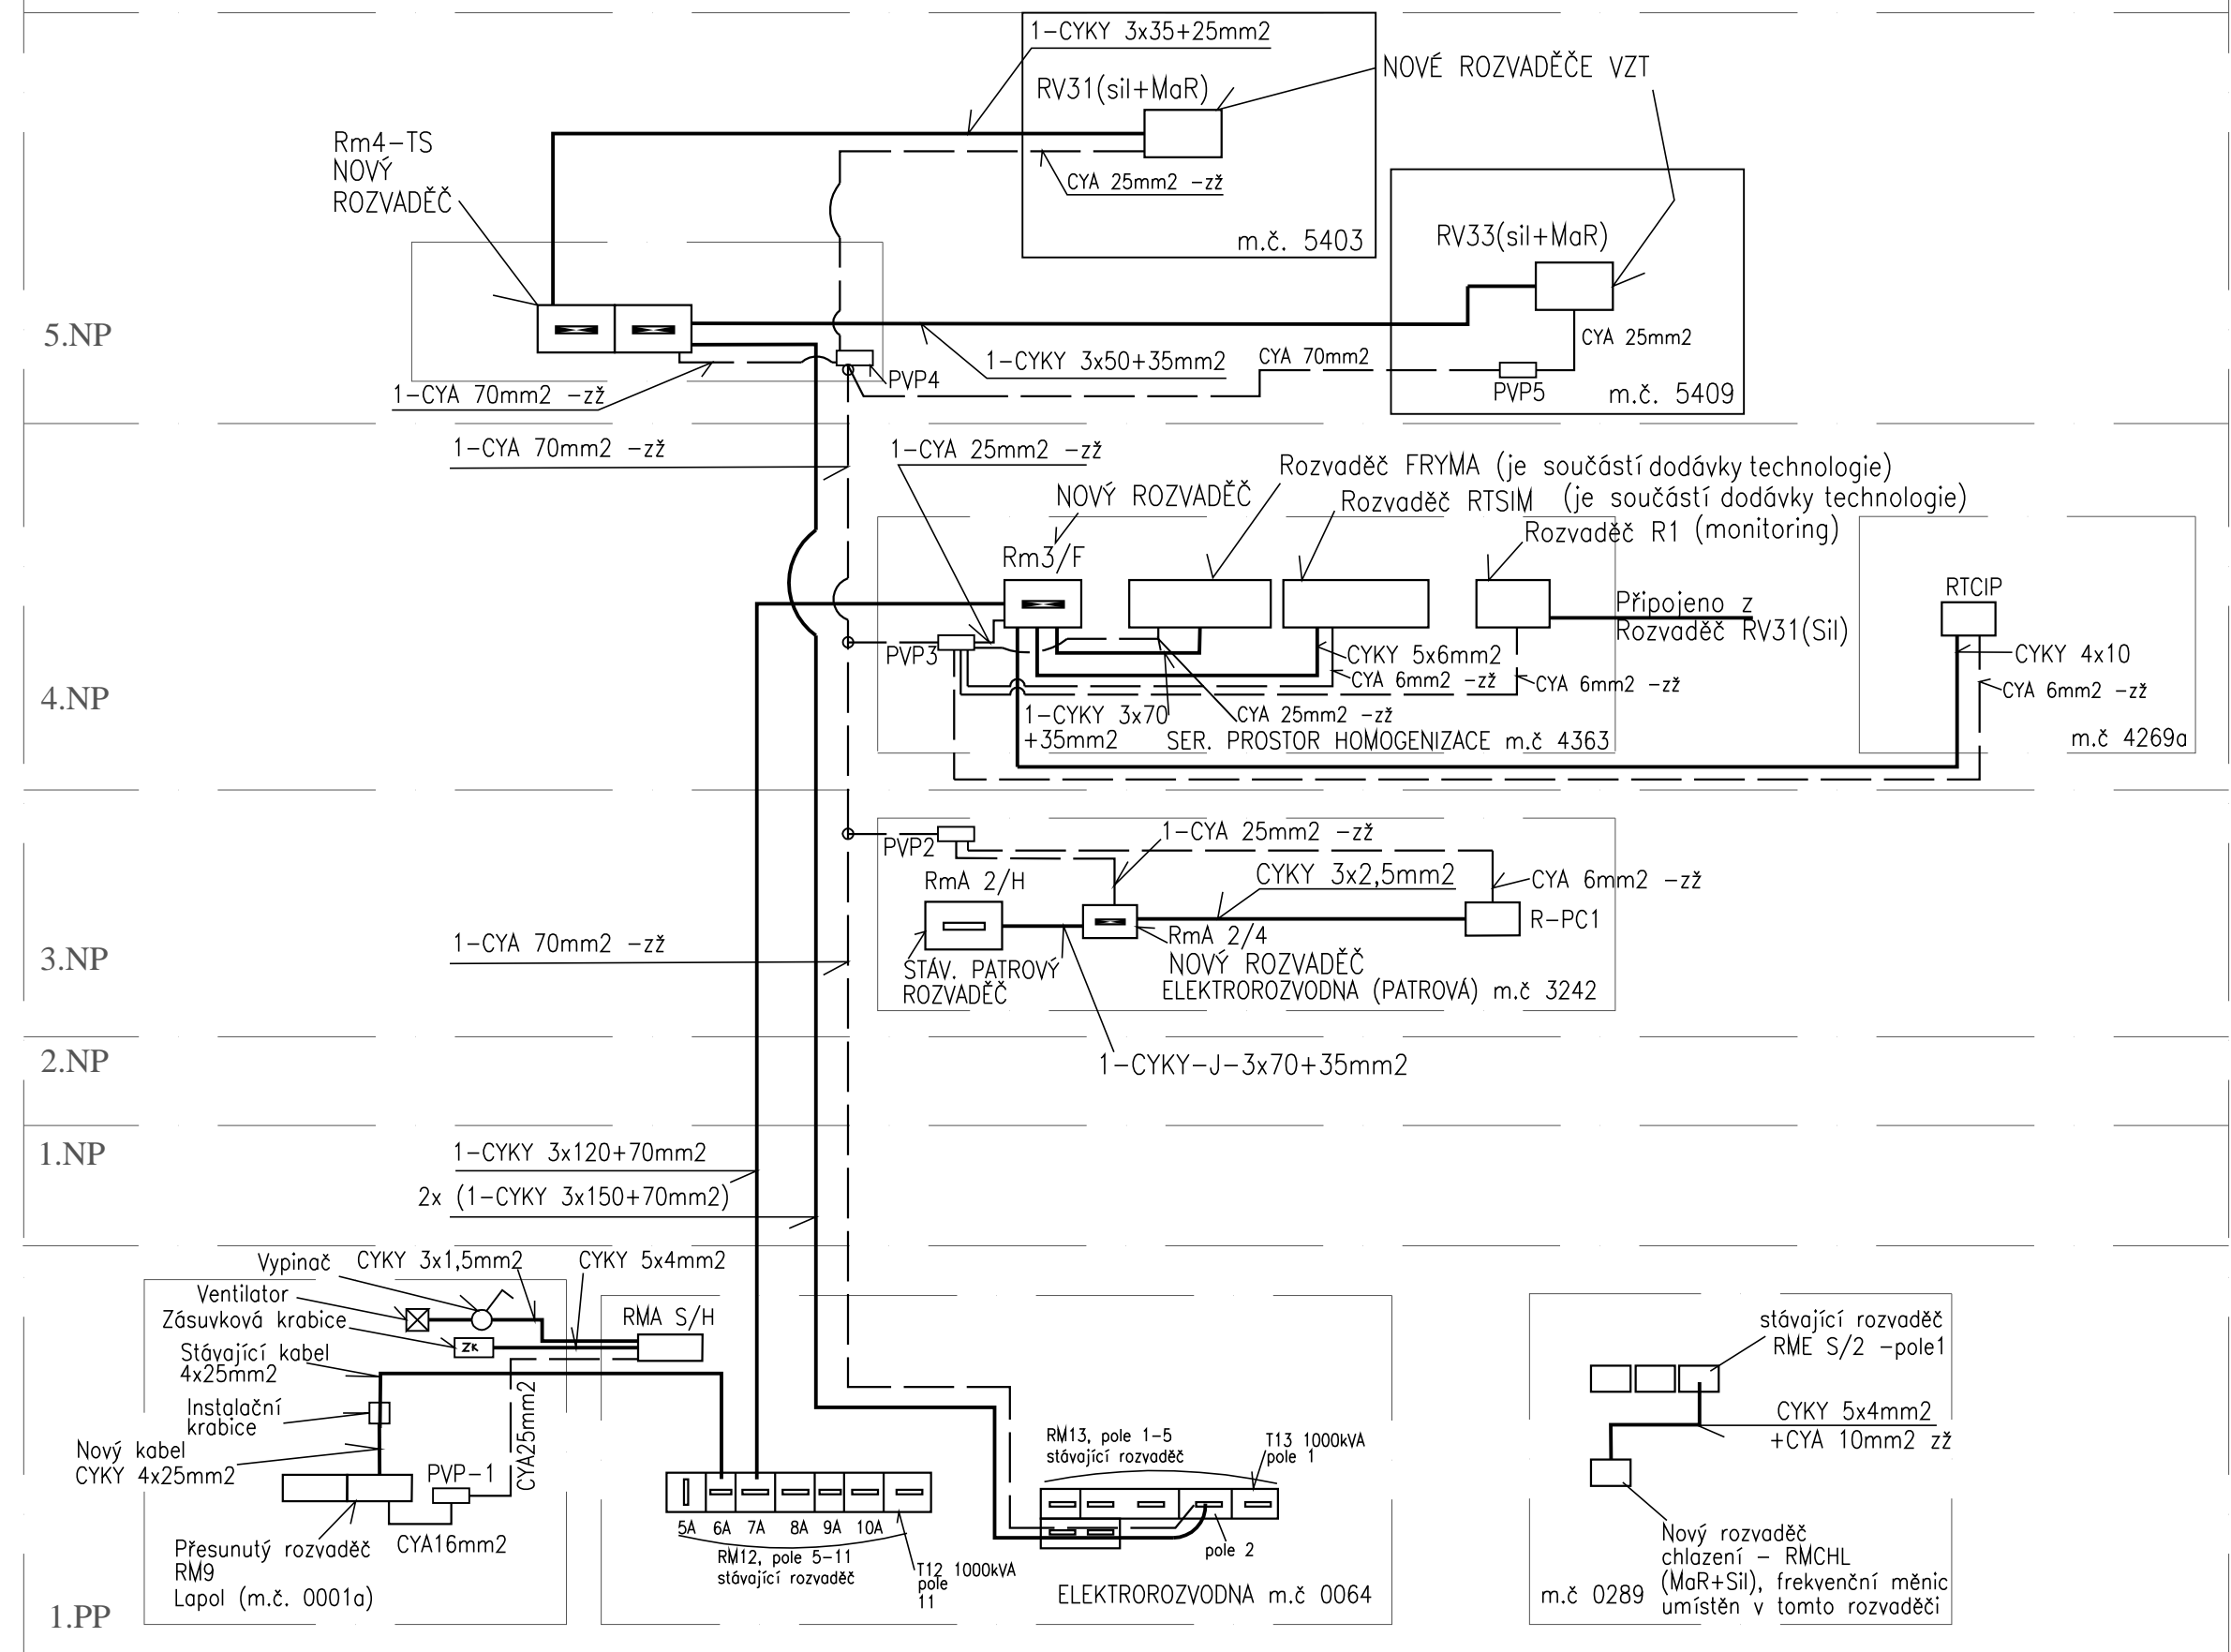 1-CYKY 3x35+25mm2
NOVÉ ROZVADĚČE VZT
RV31(sil+MaR)
Rm4-TS
NOVÝ
ROZVADĚČ
CYA 25mm2 -zž
m.č. 5403
RV33(sil+MaR)
5.NP
CYA 25mm2
1-CYKY 3x50+35mm2
CYA 70mm2
PVP4
1-CYA 70mm2 -zž
PVP5
m.č. 5409
1-CYA 70mm2 -zž
1-CYA 25mm2 -zž
Rozvaděč FRYMA (je součástí dodávky technologie)
NOVÝ ROZVADĚČ
Rozvaděč RTSIM (je součástí dodávky technologie)
Rozvaděč R1 (monitoring)
Rm3/F
RTCIP
Připojeno z
Rozvaděč RV31(Sil)
PVP3
CYKY 5x6mm2
CYKY 4x10
CYA 6mm2 -zž
CYA 6mm2 -zž
CYA 6mm2 -zž
4.NP
1-CYKY 3x70
+35mm2
CYA 25mm2 -zž
SER. PROSTOR HOMOGENIZACE m.č 4363
m.č 4269a
1-CYA 25mm2 -zž
PVP2
RmA 2/H
CYKY 3x2,5mm2
CYA 6mm2 -zž
R-PC1
1-CYA 70mm2 -zž
RmA 2/4
NOVÝ ROZVADĚČ
3.NP
STÁV. PATROVÝ
ROZVADĚČ
ELEKTROROZVODNA (PATROVÁ) m.č 3242
2.NP
1-CYKY-J-3x70+35mm2
1.NP
1-CYKY 3x120+70mm2
2x (1-CYKY 3x150+70mm2)
Vypinač
CYKY 3x1,5mm2
CYKY 5x4mm2
Ventilator
Zásuvková krabice
RMA S/H
ZK
Stávající kabel
4x25mm2
CYA25mm2
Instalační
krabice
Nový kabel
CYKY 4x25mm2
PVP-1
CYA16mm2
Přesunutý rozvaděč
RM9
Lapol (m.č. 0001a)
1.PP
5A 6A 7A 8A 9A 10A
RM12, pole 5-11
stávající rozvaděč
T12 1000kVA
pole
11
RM13, pole 1-5
stávající rozvaděč
T13 1000kVA
pole 1
pole 2
ELEKTROROZVODNA m.č 0064
stávající rozvaděč
RME S/2 -pole1
CYKY 5x4mm2
+CYA 10mm2 zž
Nový rozvaděč
chlazení - RMCHL
(MaR+Sil), frekvenční měnic
umístěn v tomto rozvaděči
m.č 0289